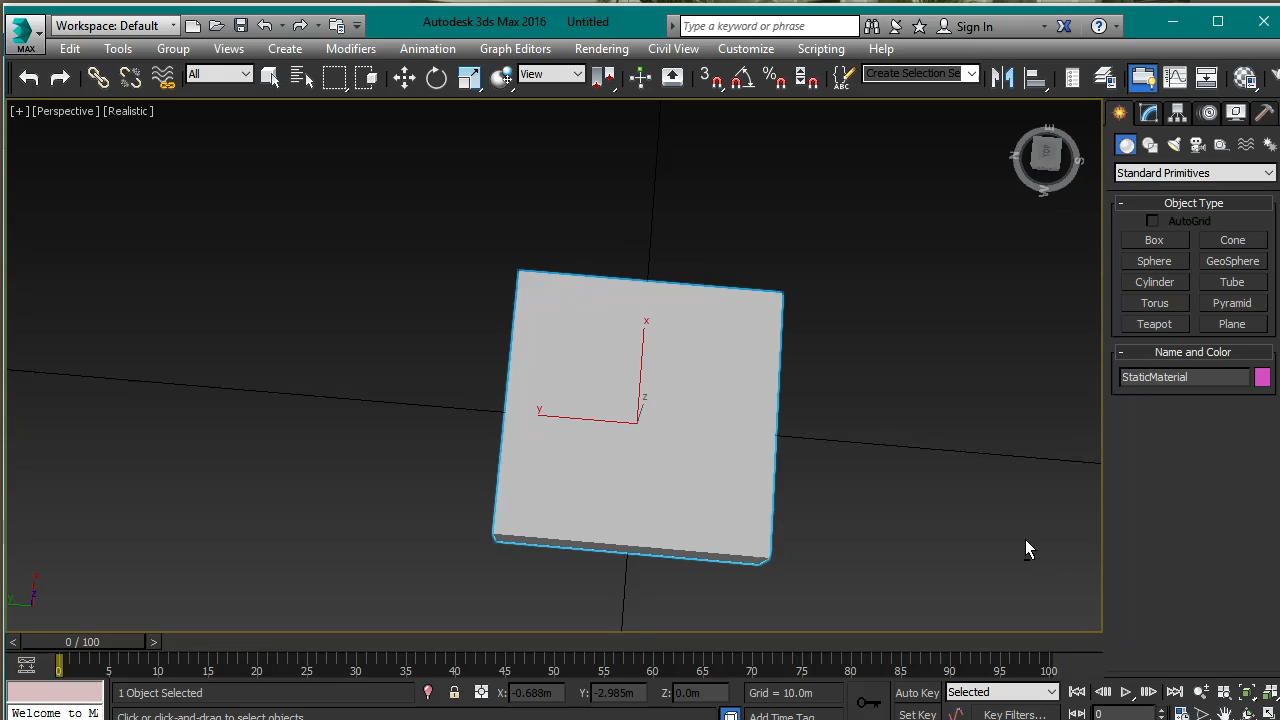 Workspace: Default
Autodesk 3ds Max 2016 Untitled
Type a keyword or phrase
Sign In
MAX
Edit Tools Group Views Create Modifiers Animation Graph Editors Rendering Civil View Customize Scripting Help
All
View
3
ABC
Create Selection Se
[+] [Perspective] [Realistic]
E
N
TOP
S
W
Standard Primitives
- Object Type
AutoGrid
Box Cone
Sphere GeoSphere
Cylinder Tube
Torus Pyramid
Teapot Plane
- Name and Color
StaticMaterial
x
z
y
x
z
y
< 0 / 100 >
0 5 10 15 20 25 30 35 40 45 50 55 60 65 70 75 80 85 90 95 100
1 Object Selected
X: -0.688m Y: -2.985m Z: 0.0m
Grid = 10.0m
Auto Key
Selected
Welcome to M
Click or click-and-drag to select objects
Add Time Tag
Set Key
Key Filters...
0